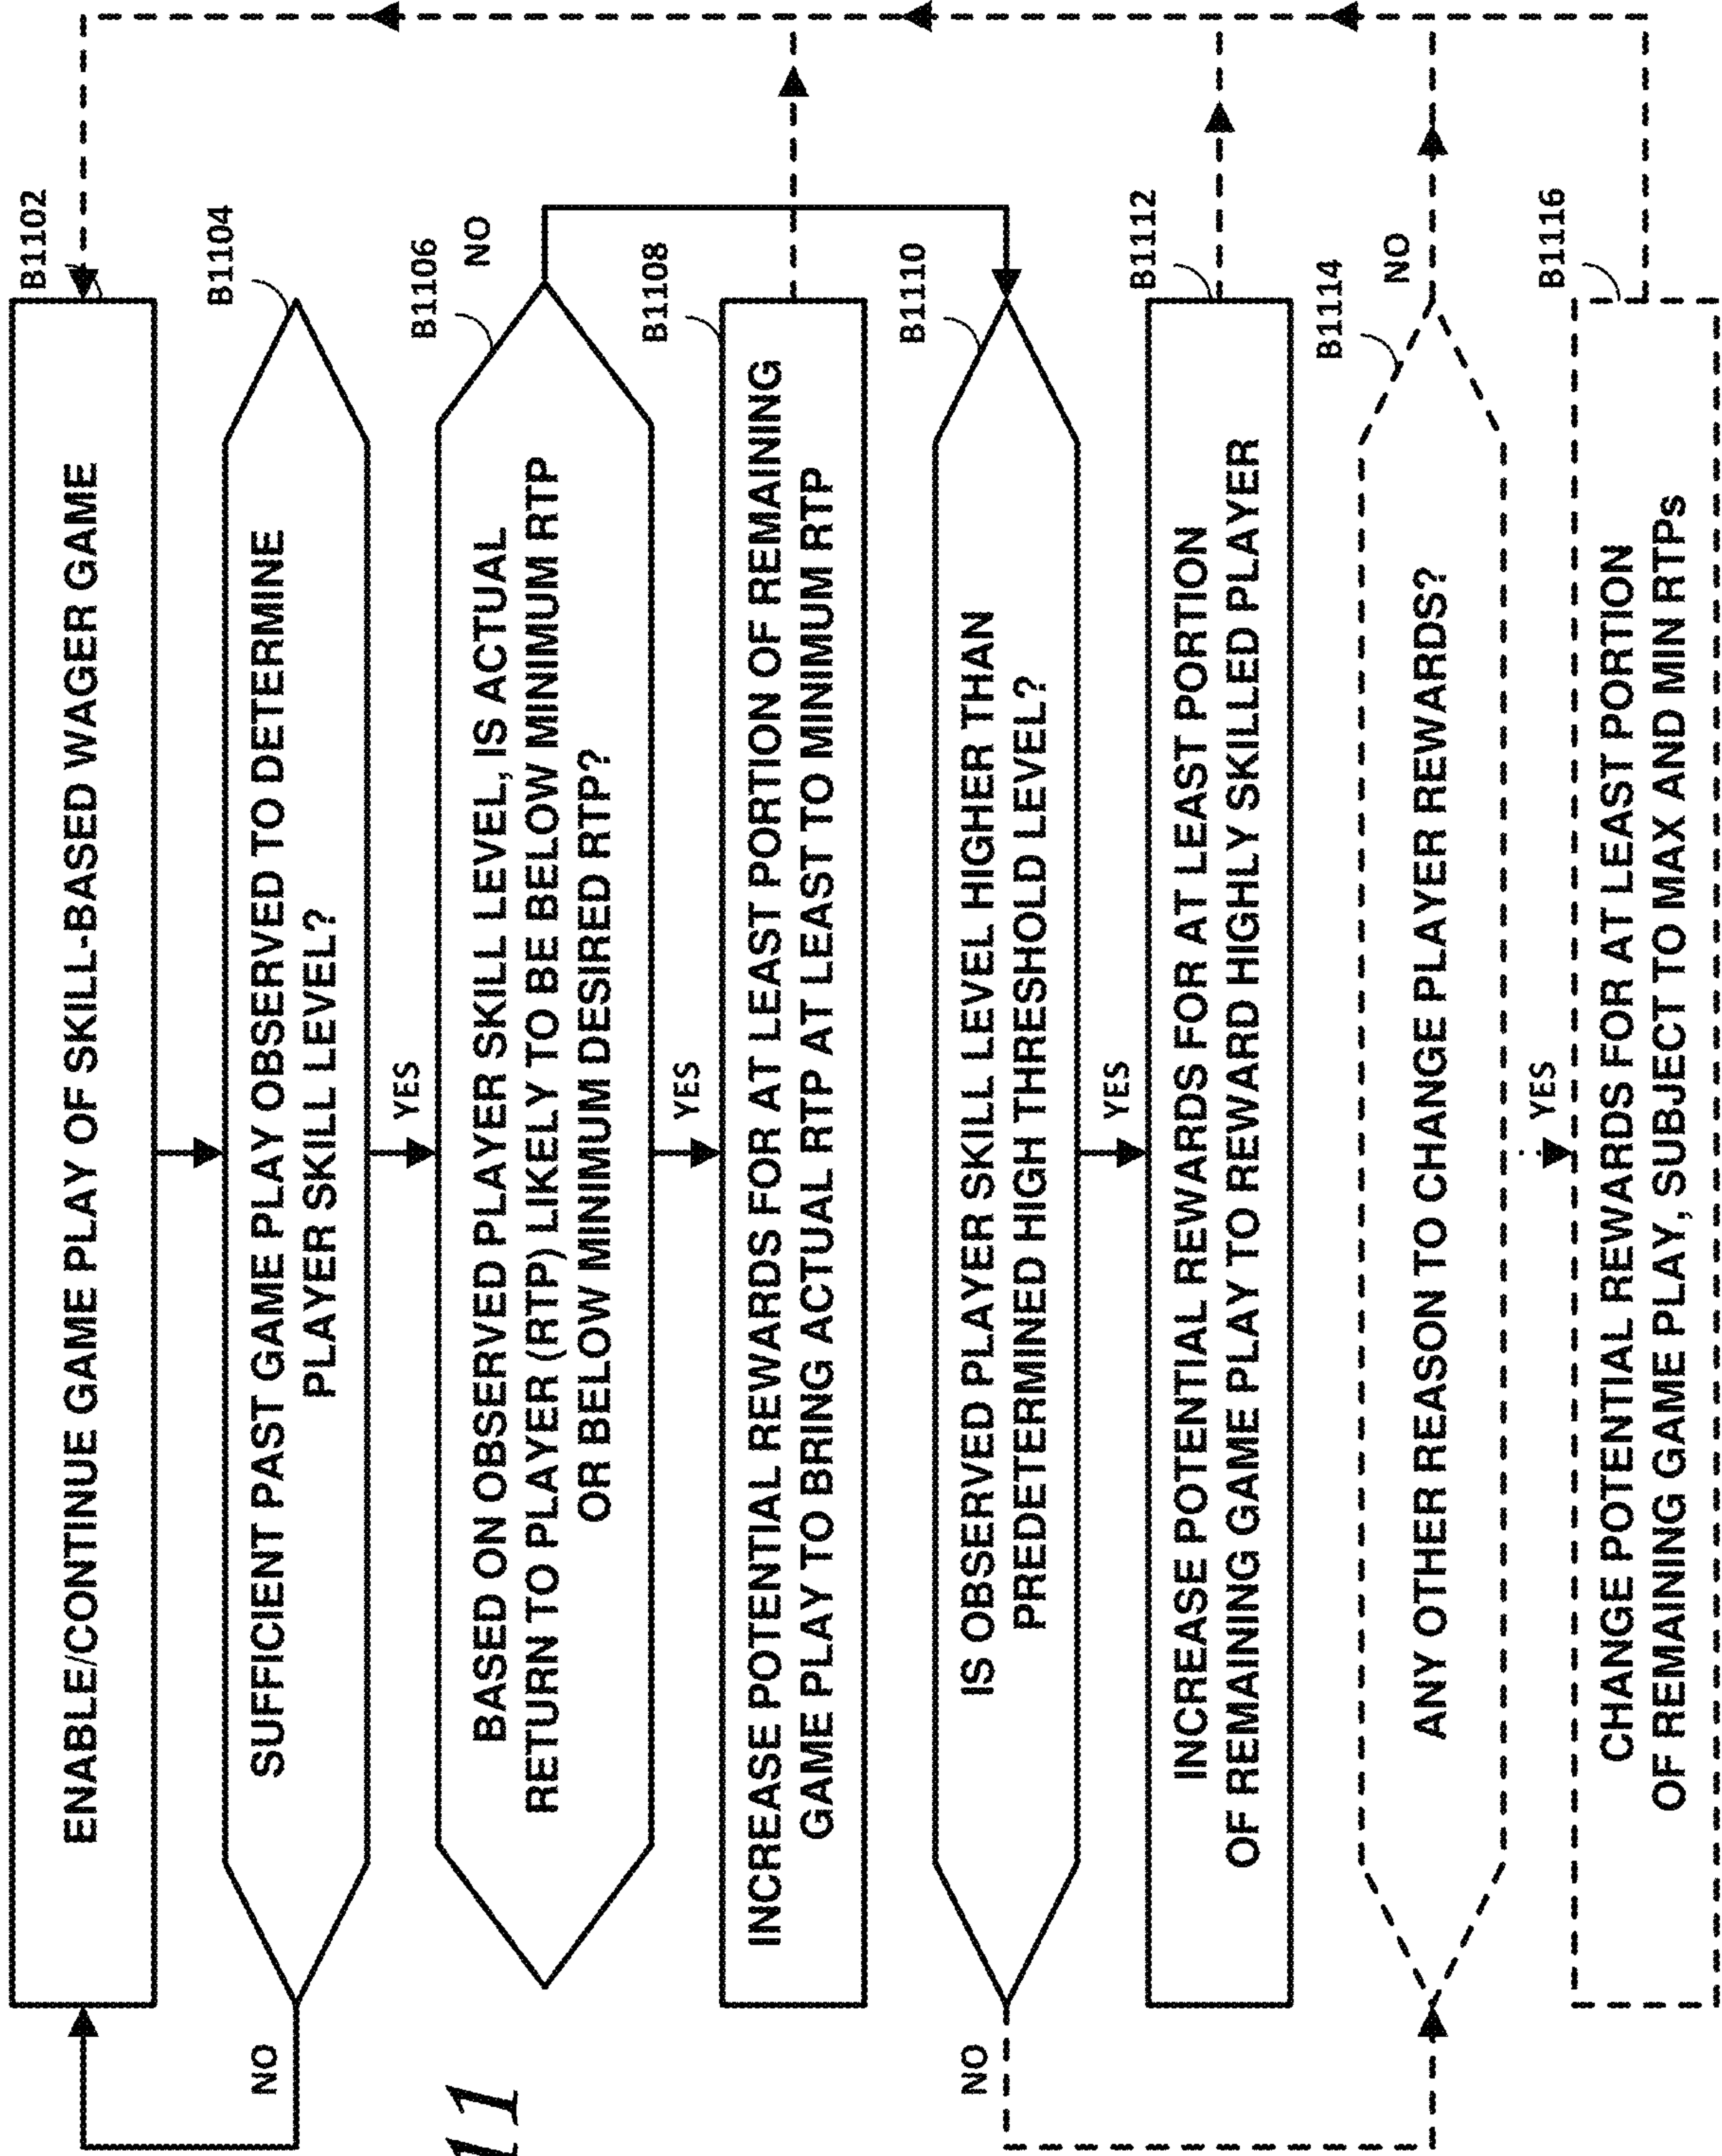 B1102
ENABLE/CONTINUE GAME PLAY OF SKILL-BASED WAGER GAME
B1104
SUFFICIENT PAST GAME PLAY OBSERVED TO DETERMINE
PLAYER SKILL LEVEL?
NO
YES
B1106
NO
BASED ON OBSERVED PLAYER SKILL LEVEL, IS ACTUAL
RETURN TO PLAYER (RTP) LIKELY TO BE BELOW MINIMUM RTP
OR BELOW MINIMUM DESIRED RTP?
YES
B1108
INCREASE POTENTIAL REWARDS FOR AT LEAST PORTION OF REMAINING
GAME PLAY TO BRING ACTUAL RTP AT LEAST TO MINIMUM RTP
B1110
IS OBSERVED PLAYER SKILL LEVEL HIGHER THAN
PREDETERMINED HIGH THRESHOLD LEVEL?
NO
YES
B1112
INCREASE POTENTIAL REWARDS FOR AT LEAST PORTION
OF REMAINING GAME PLAY TO REWARD HIGHLY SKILLED PLAYER
B1114
NO
ANY OTHER REASON TO CHANGE PLAYER REWARDS?
YES
B1116
CHANGE POTENTIAL REWARDS FOR AT LEAST PORTION
OF REMAINING GAME PLAY, SUBJECT TO MAX AND MIN RTPs
11